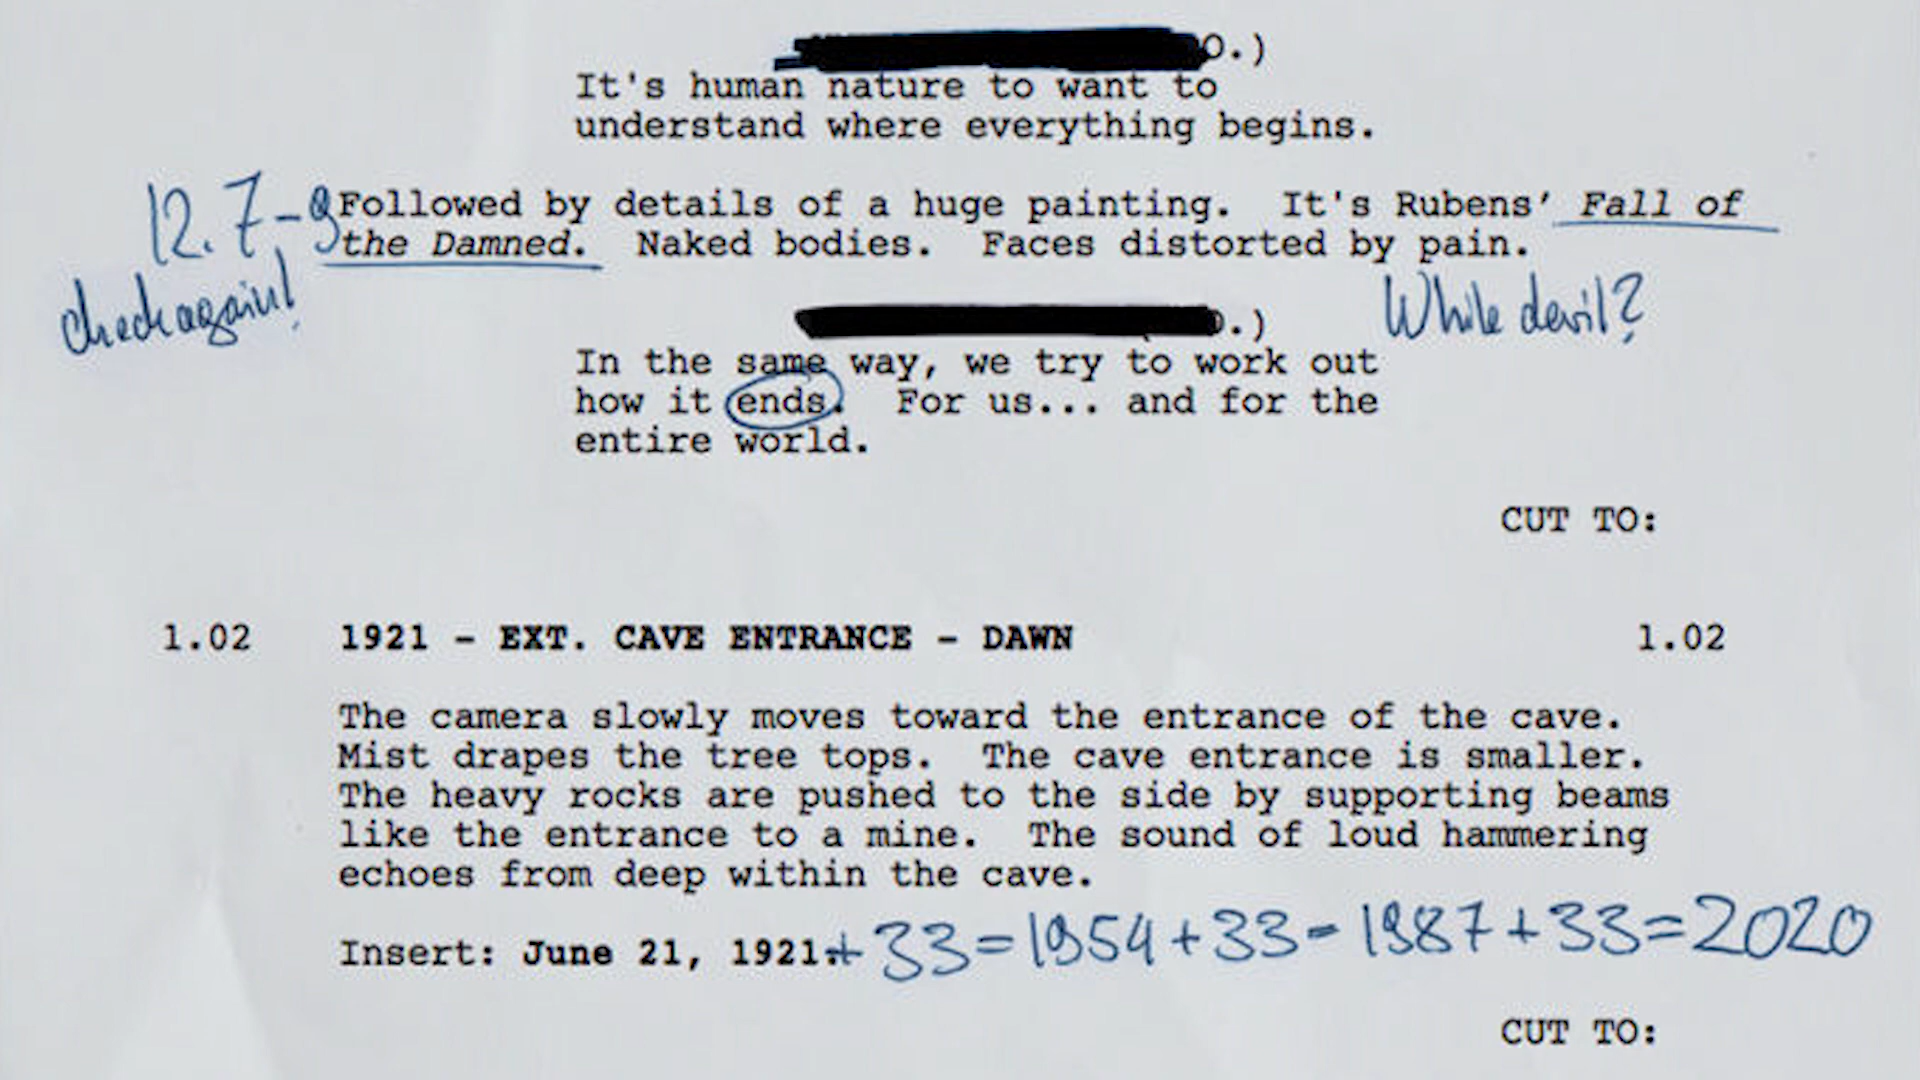 O.)
It's human nature to want to
understand where everything begins.
12.7-9
Followed by details of a huge painting. It's Rubens' Fall of
the Damned. Naked bodies. Faces distorted by pain.
check again!
While devil?
.)
In the same way, we try to work out
how it ends. For us... and for the
entire world.
CUT TO:
1.02 1921 - EXT. CAVE ENTRANCE - DAWN 1.02
The camera slowly moves toward the entrance of the cave.
Mist drapes the tree tops. The cave entrance is smaller.
The heavy rocks are pushed to the side by supporting beams
like the entrance to a mine. The sound of loud hammering
echoes from deep within the cave.
Insert: June 21, 1921.+ 33=1954+33=1987+33=2020
CUT TO: